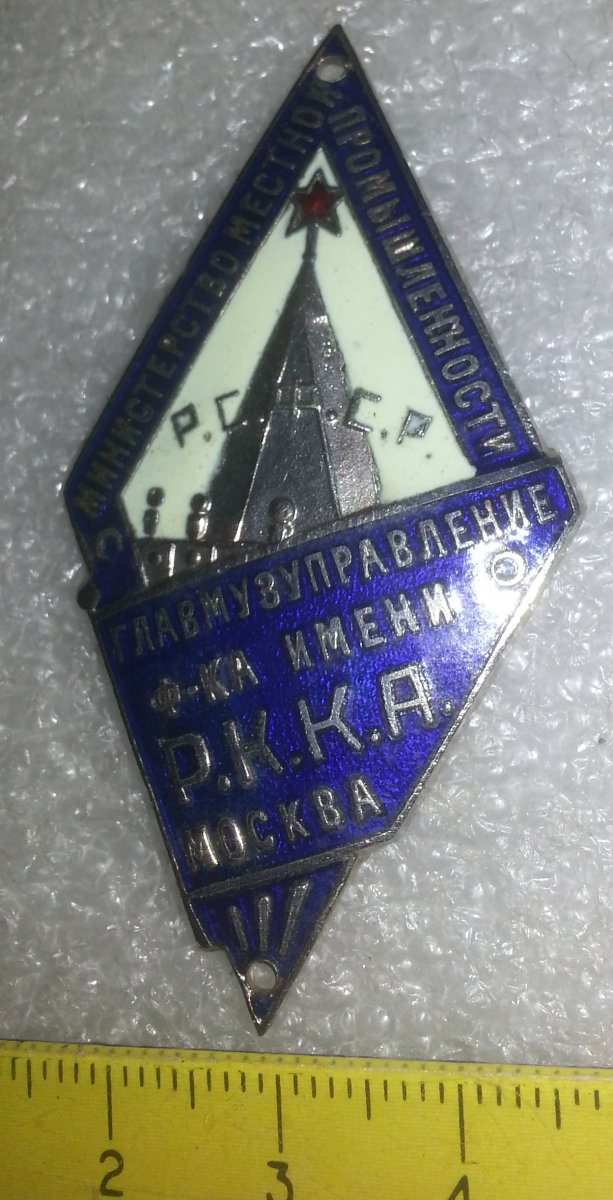 МИНИСТЕРСТВО МЕСТНОЙ
ПРОМЫШЛЕННОСТИ
Р.С.Ф.С.Р
ГЛАВМУЗУПРАВЛЕНИЕ
Ф-КА ИМЕНИ
Р.К.К.А.
МОСКВА
2 3 4